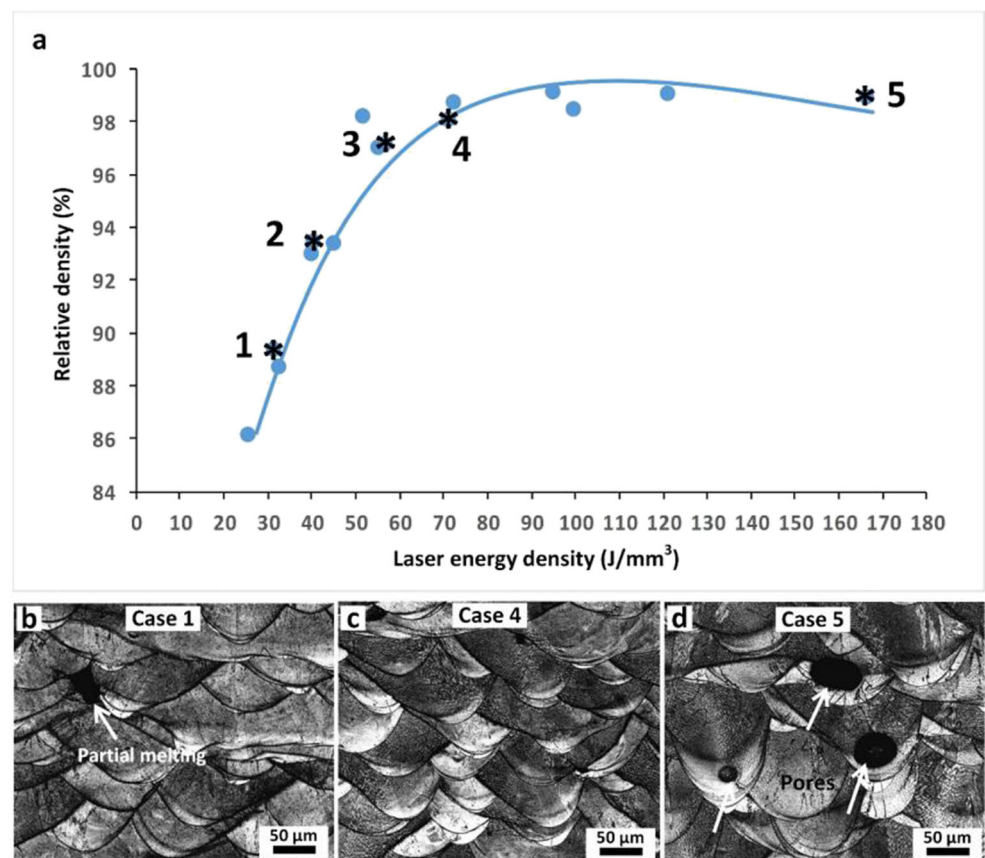 a
100
98
96
94
92
90
88
86
84
Relative density (%)
1
2
3
4
5
0 10 20 30 40 50 60 70 80 90 100 110 120 130 140 150 160 170 180
Laser energy density (J/mm³)
b Case 1
Partial melting
50 μm
c Case 4
50 μm
d Case 5
Pores
50 μm